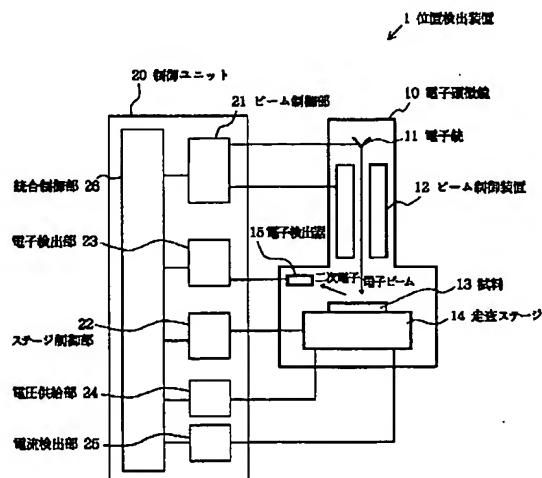 1 位置検出装置
20 制御ユニット
21 ビーム制御部
10 電子顕微鏡
11 電子銃
12 ビーム制御装置
統合制御部 26
電子検出部 23
15 電子検出器
二次電子
電子ビーム
13 試料
14 走査ステージ
22
ステージ制御部
電圧供給部 24
電流検出部 25